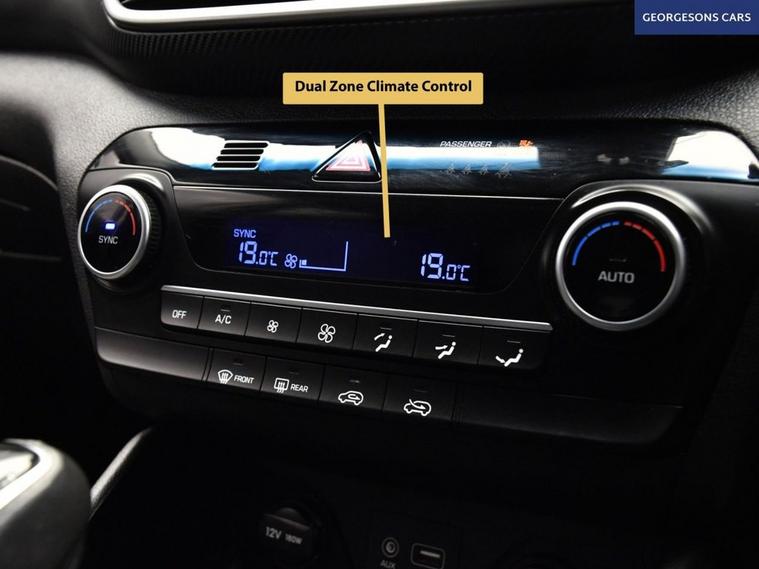 GEORGESONS CARS
Dual Zone Climate Control
PASSENGER
SYNC
19.0°C
19.0°C
SYNC
AUTO
OFF
A/C
FRONT
REAR
12V 180W
AUX